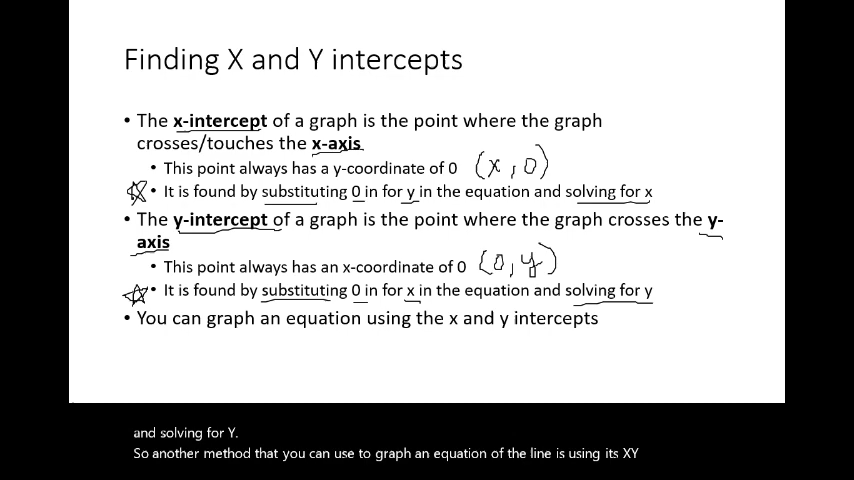 Finding X and Y intercepts
• The x-intercept of a graph is the point where the graph
crosses/touches the x-axis
• This point always has a y-coordinate of 0 (x, 0)
• It is found by substituting 0 in for y in the equation and solving for x
• The y-intercept of a graph is the point where the graph crosses the y-
axis
• This point always has an x-coordinate of 0 (0, y)
• It is found by substituting 0 in for x in the equation and solving for y
• You can graph an equation using the x and y intercepts
and solving for Y.
So another method that you can use to graph an equation of the line is using its XY